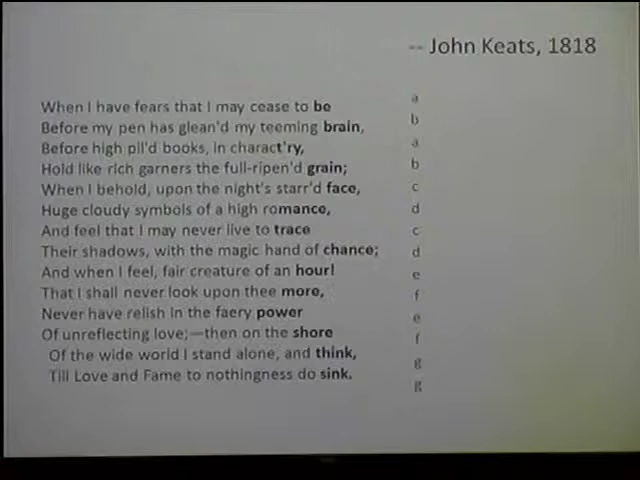 -- John Keats, 1818
When I have fears that I may cease to be a
Before my pen has glean'd my teeming brain, b
Before high pil'd books, in charact'ry, a
Hold like rich garners the full-ripen'd grain; b
When I behold, upon the night's starr'd face, c
Huge cloudy symbols of a high romance, d
And feel that I may never live to trace c
Their shadows, with the magic hand of chance; d
And when I feel, fair creature of an hour! e
That I shall never look upon thee more, f
Never have relish in the faery power e
Of unreflecting love;—then on the shore f
Of the wide world I stand alone, and think, g
Till Love and Fame to nothingness do sink. g